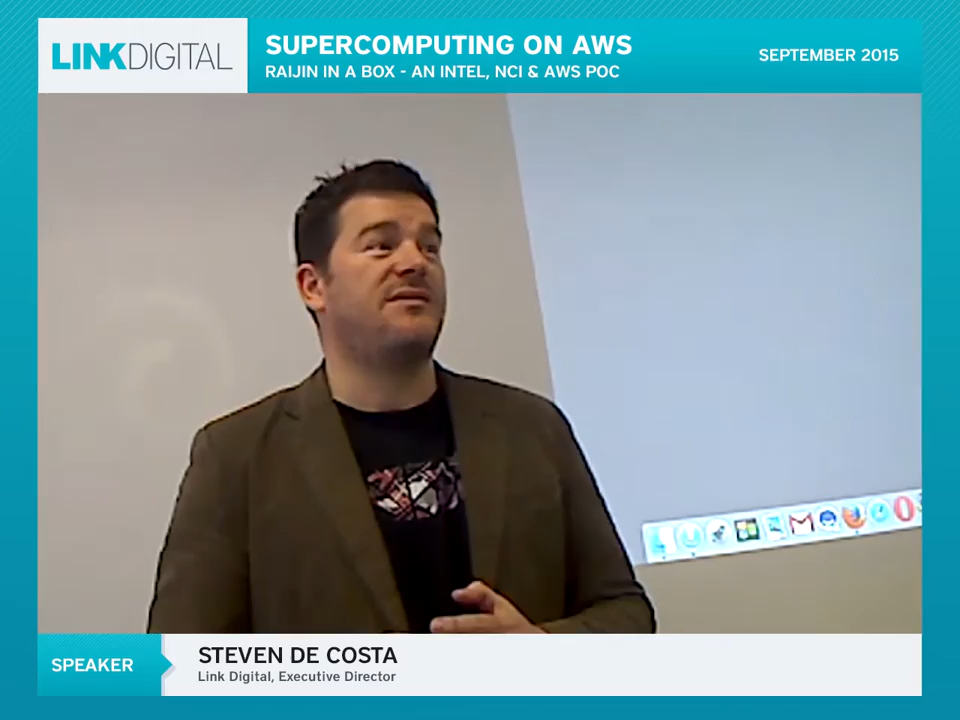 LINKDIGITAL
SUPERCOMPUTING ON AWS
RAIJIN IN A BOX - AN INTEL, NCI & AWS POC
SEPTEMBER 2015
SPEAKER
STEVEN DE COSTA
Link Digital, Executive Director